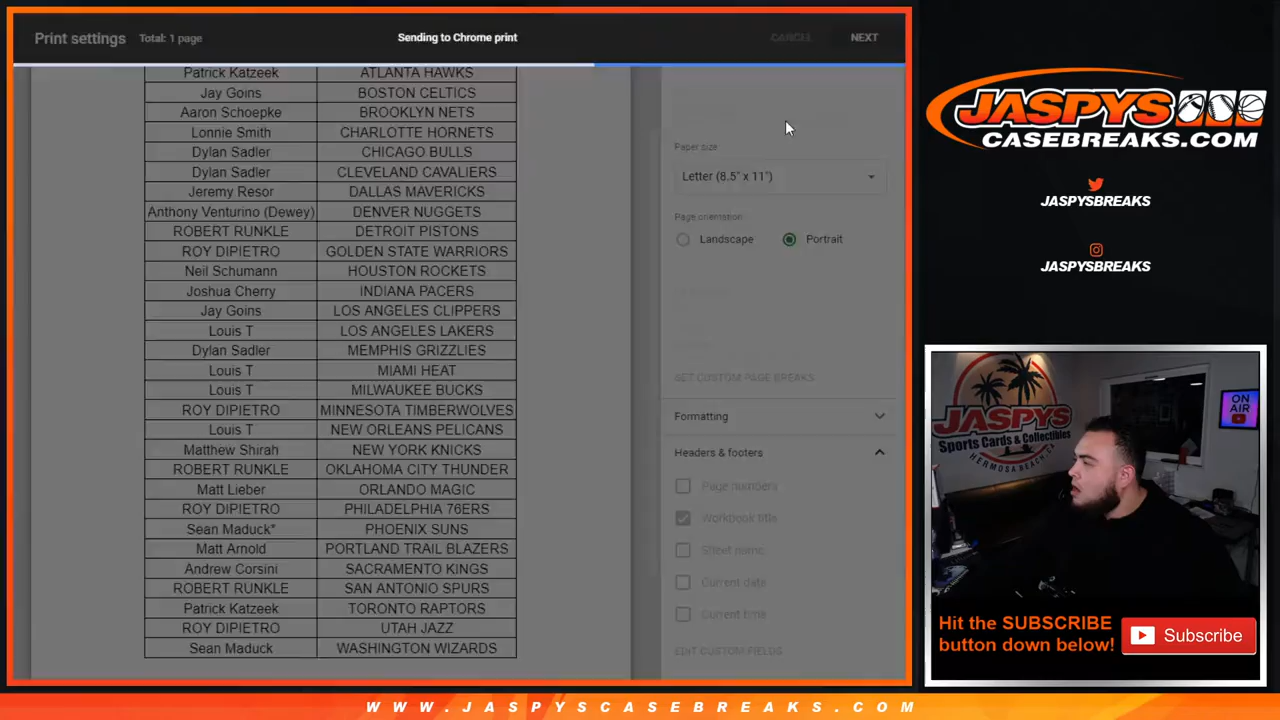 Print settings Total: 1 page Sending to Chrome print CANCEL NEXT
Patrick Katzeek ATLANTA HAWKS
Jay Goins BOSTON CELTICS
Aaron Schoepke BROOKLYN NETS
Lonnie Smith CHARLOTTE HORNETS
Dylan Sadler CHICAGO BULLS
Dylan Sadler CLEVELAND CAVALIERS
Jeremy Resor DALLAS MAVERICKS
Anthony Venturino (Dewey) DENVER NUGGETS
ROBERT RUNKLE DETROIT PISTONS
ROY DIPIETRO GOLDEN STATE WARRIORS
Neil Schumann HOUSTON ROCKETS
Joshua Cherry INDIANA PACERS
Jay Goins LOS ANGELES CLIPPERS
Louis T LOS ANGELES LAKERS
Dylan Sadler MEMPHIS GRIZZLIES
Louis T MIAMI HEAT
Louis T MILWAUKEE BUCKS
ROY DIPIETRO MINNESOTA TIMBERWOLVES
Louis T NEW ORLEANS PELICANS
Matthew Shirah NEW YORK KNICKS
ROBERT RUNKLE OKLAHOMA CITY THUNDER
Matt Lieber ORLANDO MAGIC
ROY DIPIETRO PHILADELPHIA 76ERS
Sean Maduck* PHOENIX SUNS
Matt Arnold PORTLAND TRAIL BLAZERS
Andrew Corsini SACRAMENTO KINGS
ROBERT RUNKLE SAN ANTONIO SPURS
Patrick Katzeek TORONTO RAPTORS
ROY DIPIETRO UTAH JAZZ
Sean Maduck WASHINGTON WIZARDS
Paper size
Letter (8.5" x 11")
Page orientation
Landscape Portrait
SET CUSTOM PAGE BREAKS
Formatting
Headers & footers
Page numbers
Workbook title
Sheet name
Current date
Current time
EDIT CUSTOM FIELDS
JASPYS
CASEBREAKS.COM
JASPYSBREAKS
JASPYSBREAKS
JASPYS
Sports Cards & Collectibles
HERMOSA BEACH, CA
ON
AIR
Hit the SUBSCRIBE
button down below!
Subscribe
WWW.JASPYSCASEBREAKS.COM